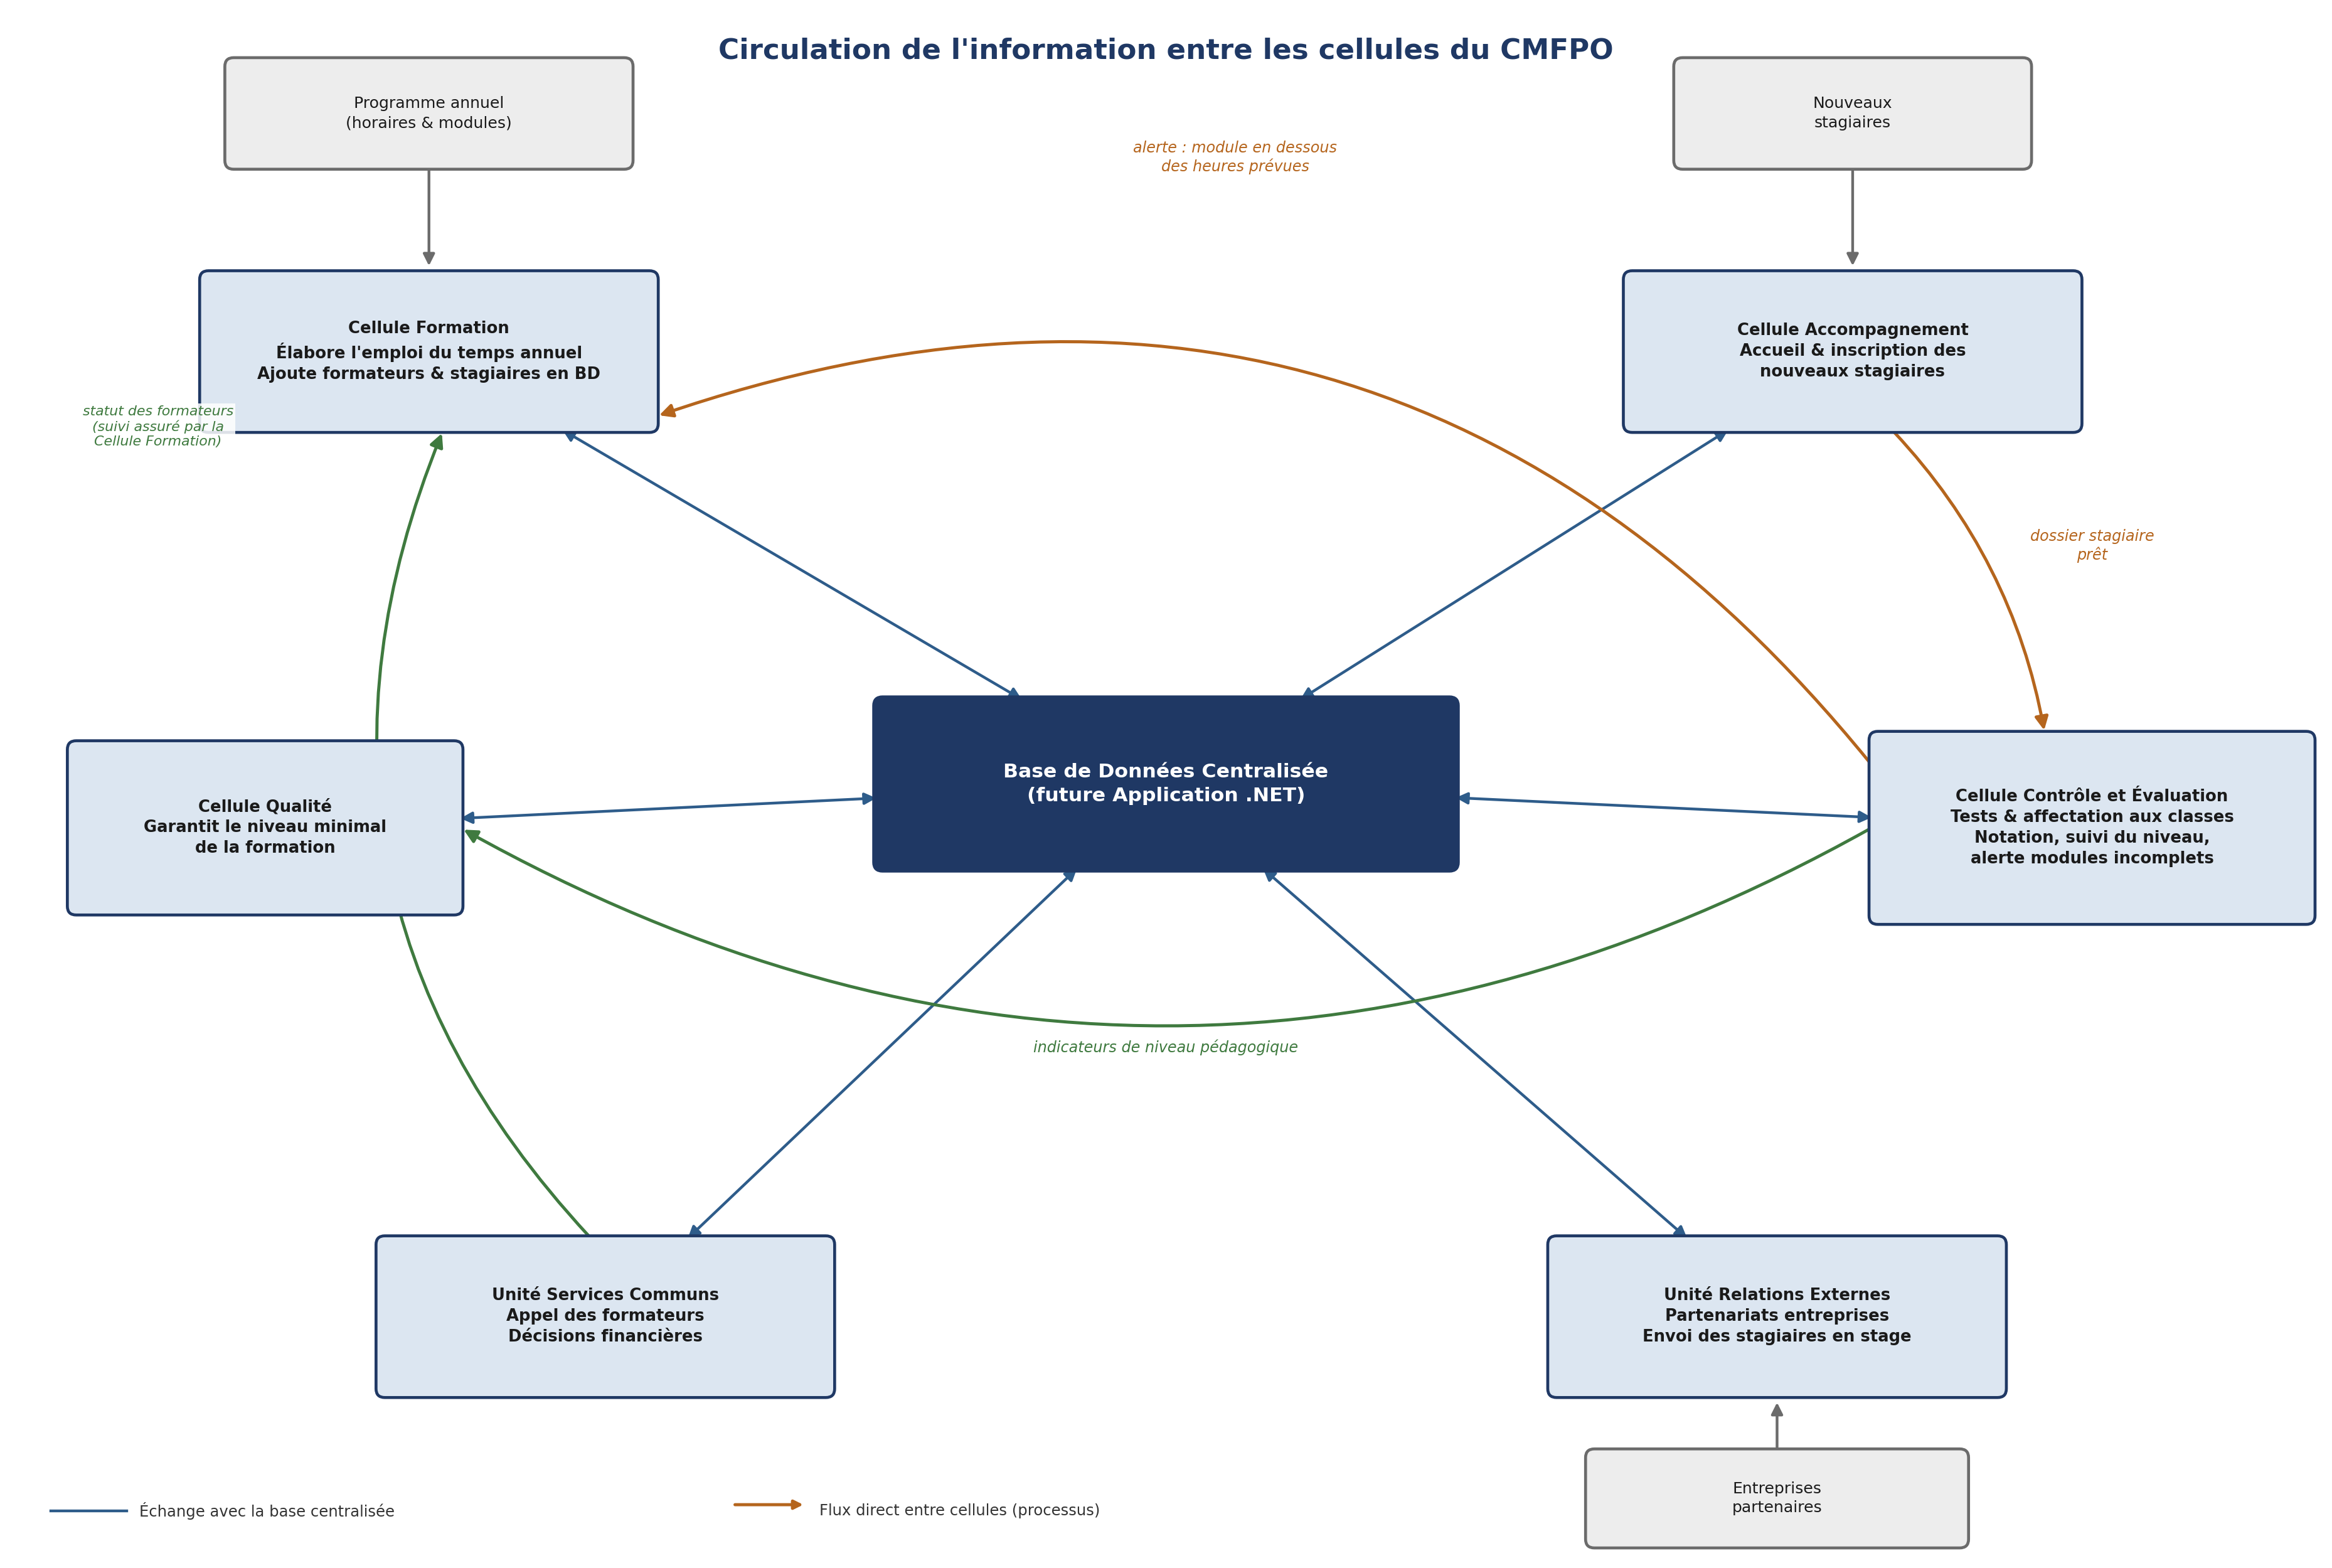 Circulation de l'information entre les cellules du CMFPO
Programme annuel
(horaires & modules)
Nouveaux
stagiaires
alerte : module en dessous
des heures prévues
Cellule Formation
Élabore l'emploi du temps annuel
Ajoute formateurs & stagiaires en BD
Cellule Accompagnement
Accueil & inscription des
nouveaux stagiaires
statut des formateurs
(suivi assuré par la
Cellule Formation)
dossier stagiaire
prêt
Base de Données Centralisée
(future Application .NET)
Cellule Qualité
Garantit le niveau minimal
de la formation
Cellule Contrôle et Évaluation
Tests & affectation aux classes
Notation, suivi du niveau,
alerte modules incomplets
indicateurs de niveau pédagogique
Unité Services Communs
Appel des formateurs
Décisions financières
Unité Relations Externes
Partenariats entreprises
Envoi des stagiaires en stage
Entreprises
partenaires
Échange avec la base centralisée
Flux direct entre cellules (processus)